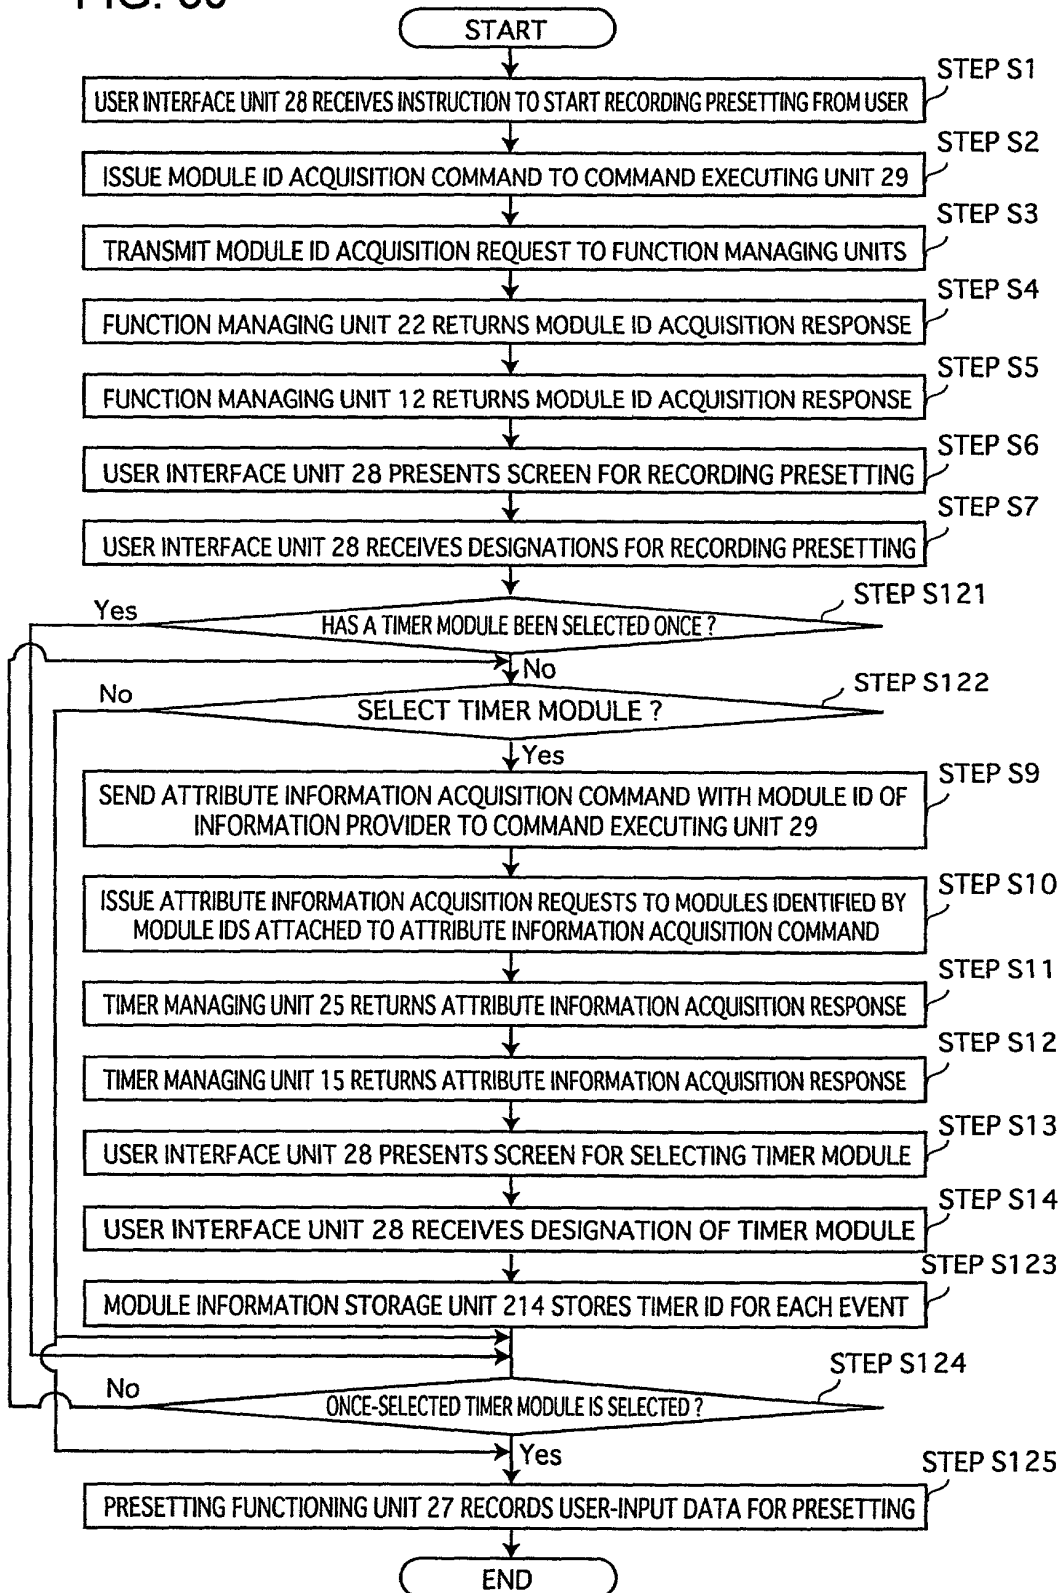 START
STEP S1
USER INTERFACE UNIT 28 RECEIVES INSTRUCTION TO START RECORDING PRESETTING FROM USER
STEP S2
ISSUE MODULE ID ACQUISITION COMMAND TO COMMAND EXECUTING UNIT 29
STEP S3
TRANSMIT MODULE ID ACQUISITION REQUEST TO FUNCTION MANAGING UNITS
STEP S4
FUNCTION MANAGING UNIT 22 RETURNS MODULE ID ACQUISITION RESPONSE
STEP S5
FUNCTION MANAGING UNIT 12 RETURNS MODULE ID ACQUISITION RESPONSE
STEP S6
USER INTERFACE UNIT 28 PRESENTS SCREEN FOR RECORDING PRESETTING
STEP S7
USER INTERFACE UNIT 28 RECEIVES DESIGNATIONS FOR RECORDING PRESETTING
STEP S121
Yes
HAS A TIMER MODULE BEEN SELECTED ONCE ?
No
STEP S122
No
SELECT TIMER MODULE ?
Yes
STEP S9
SEND ATTRIBUTE INFORMATION ACQUISITION COMMAND WITH MODULE ID OF
INFORMATION PROVIDER TO COMMAND EXECUTING UNIT 29
STEP S10
ISSUE ATTRIBUTE INFORMATION ACQUISITION REQUESTS TO MODULES IDENTIFIED BY
MODULE IDS ATTACHED TO ATTRIBUTE INFORMATION ACQUISITION COMMAND
STEP S11
TIMER MANAGING UNIT 25 RETURNS ATTRIBUTE INFORMATION ACQUISITION RESPONSE
STEP S12
TIMER MANAGING UNIT 15 RETURNS ATTRIBUTE INFORMATION ACQUISITION RESPONSE
STEP S13
USER INTERFACE UNIT 28 PRESENTS SCREEN FOR SELECTING TIMER MODULE
STEP S14
USER INTERFACE UNIT 28 RECEIVES DESIGNATION OF TIMER MODULE
STEP S123
MODULE INFORMATION STORAGE UNIT 214 STORES TIMER ID FOR EACH EVENT
STEP S124
No
ONCE-SELECTED TIMER MODULE IS SELECTED ?
Yes
STEP S125
PRESETTING FUNCTIONING UNIT 27 RECORDS USER-INPUT DATA FOR PRESETTING
END